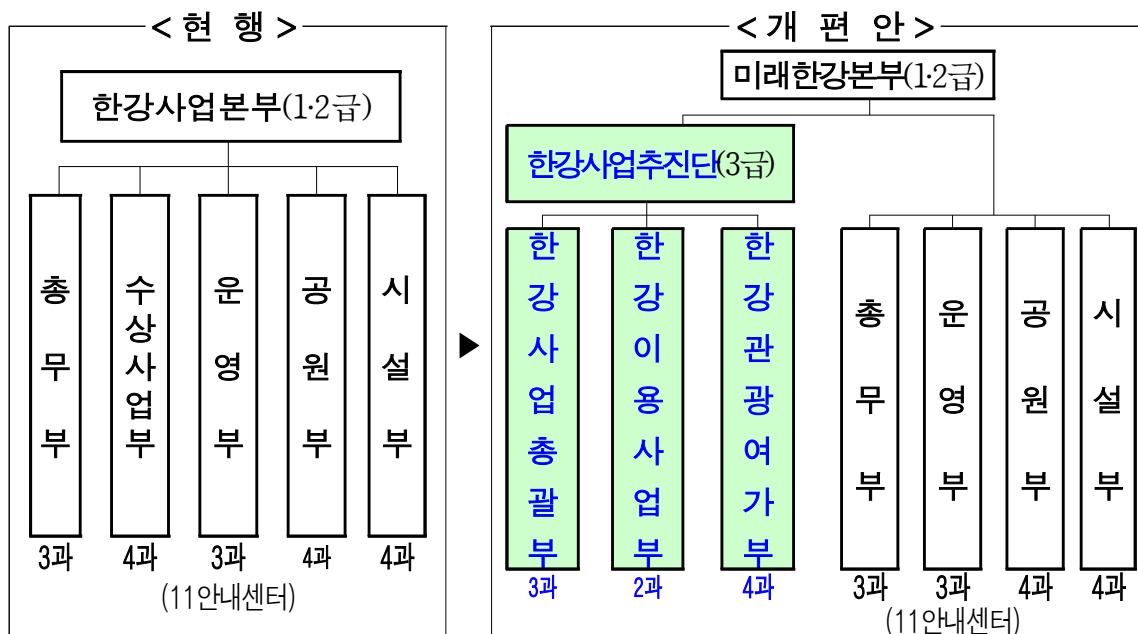 < 현 행 >
한강사업본부(1·2급)
총무부
수상사업부
운영부
공원부
시설부
3과
4과
3과
4과
4과
(11안내센터)
▶
< 개 편 안 >
미래한강본부(1·2급)
한강사업추진단(3급)
한강사업총괄부
한강이용사업부
한강관광여가부
3과
2과
4과
총무부
운영부
공원부
시설부
3과
3과
4과
4과
(11안내센터)